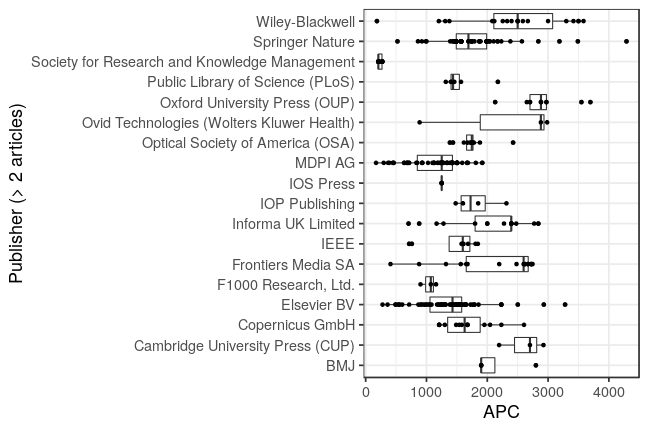 Publisher (> 2 articles)
Wiley-Blackwell
Springer Nature
Society for Research and Knowledge Management
Public Library of Science (PLoS)
Oxford University Press (OUP)
Ovid Technologies (Wolters Kluwer Health)
Optical Society of America (OSA)
MDPI AG
IOS Press
IOP Publishing
Informa UK Limited
IEEE
Frontiers Media SA
F1000 Research, Ltd.
Elsevier BV
Copernicus GmbH
Cambridge University Press (CUP)
BMJ
0 1000 2000 3000 4000
APC